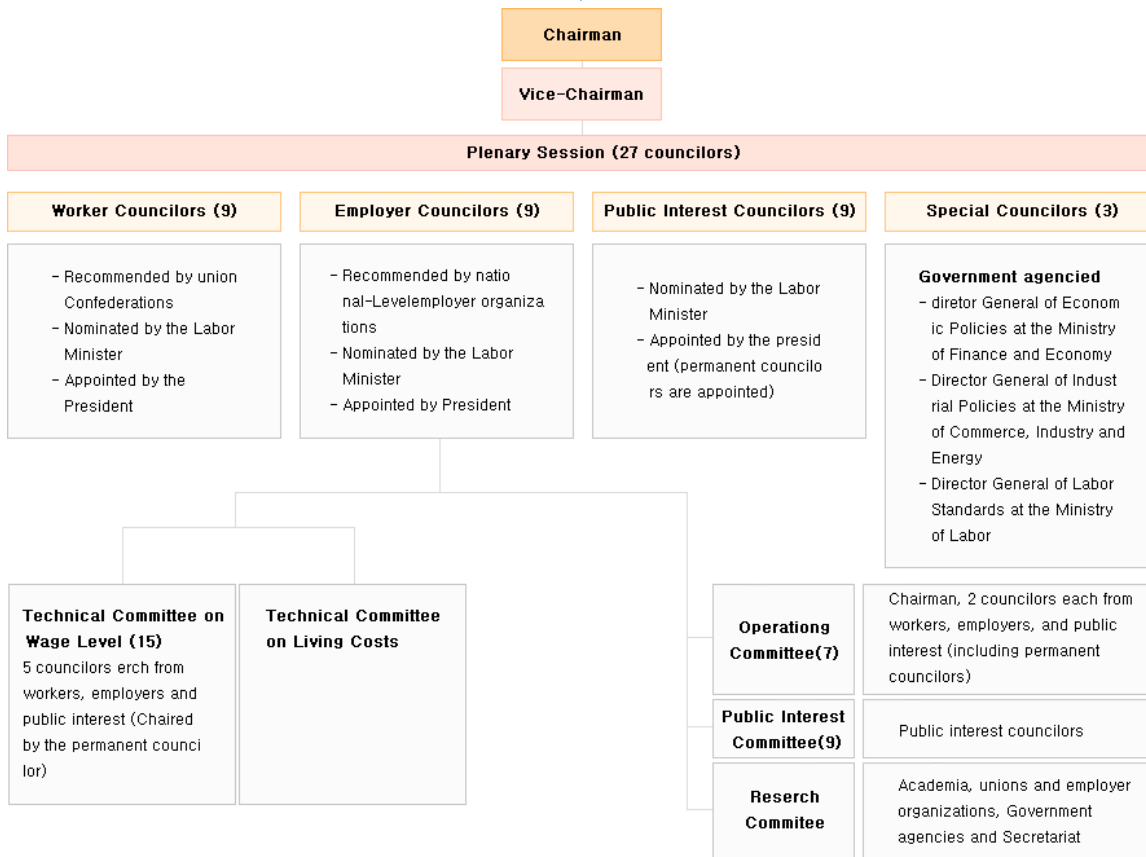 Chairman
Vice-Chairman
Plenary Session (27 councilors)
Worker Councilors (9)
- Recommended by union
Confederations
- Nominated by the Labor
Minister
- Appointed by the
President
Employer Councilors (9)
- Recommended by natio
nal-Levelemployer organiza
tions
- Nominated by the Labor
Minister
- Appointed by President
Public Interest Councilors (9)
- Nominated by the Labor
Minister
- Appointed by the presid
ent (permanent councilo
rs are appointed)
Special Councilors (3)
Government agencied
- diretor General of Econom
ic Policies at the Ministry
of Finance and Economy
- Director General of Indust
rial Policies at the Ministry
of Commerce, Industry and
Energy
- Director General of Labor
Standards at the Ministry
of Labor
Technical Committee on
Wage Level (15)
5 councilors erch from
workers, employers and
public interest (Chaired
by the permanent counci
lor)
Technical Committee
on Living Costs
Operationg
Committee(7)
Chairman, 2 councilors each from
workers, employers, and public
interest (including permanent
councilors)
Public Interest
Committee(9)
Public interest councilors
Reserch
Commitee
Academia, unions and employer
organizations, Government
agencies and Secretariat